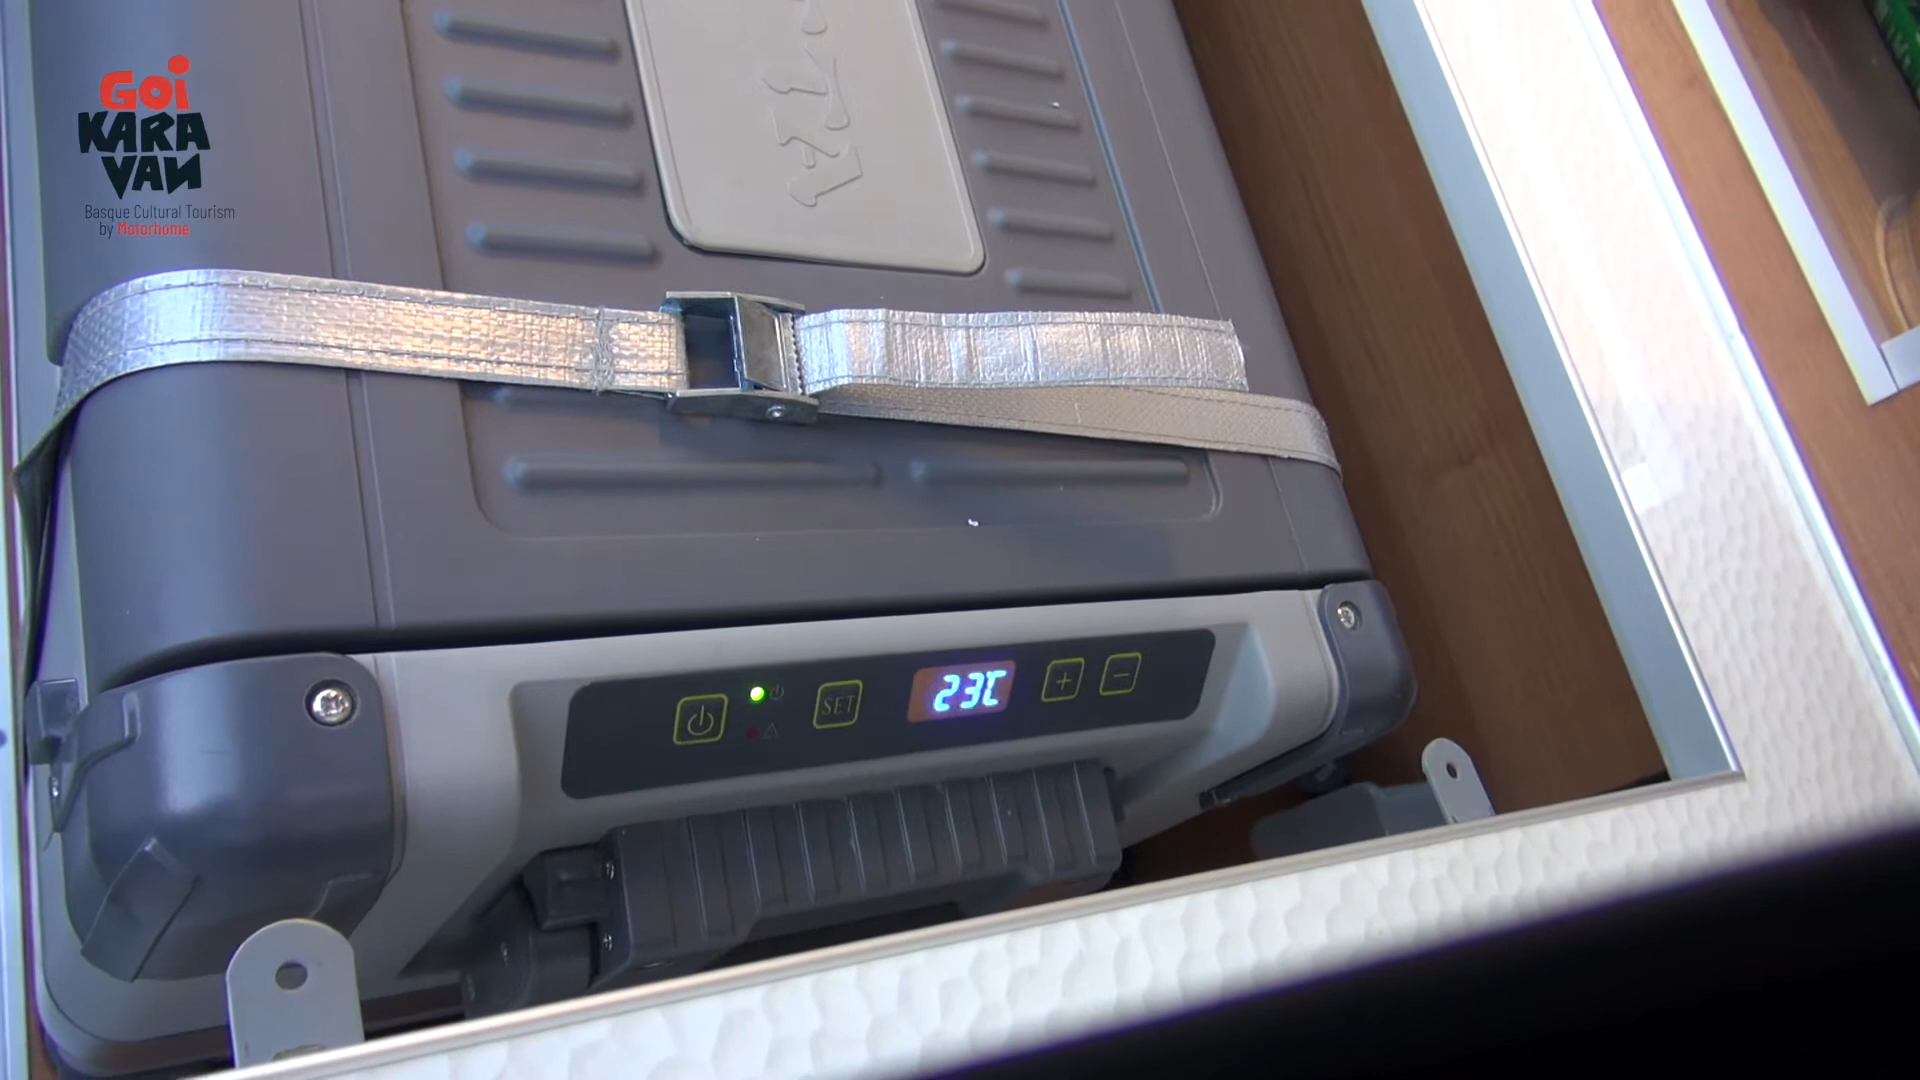 Goi
KARA
VAN
Basque Cultural Tourism
by Motorhome
SET
23C
+
-